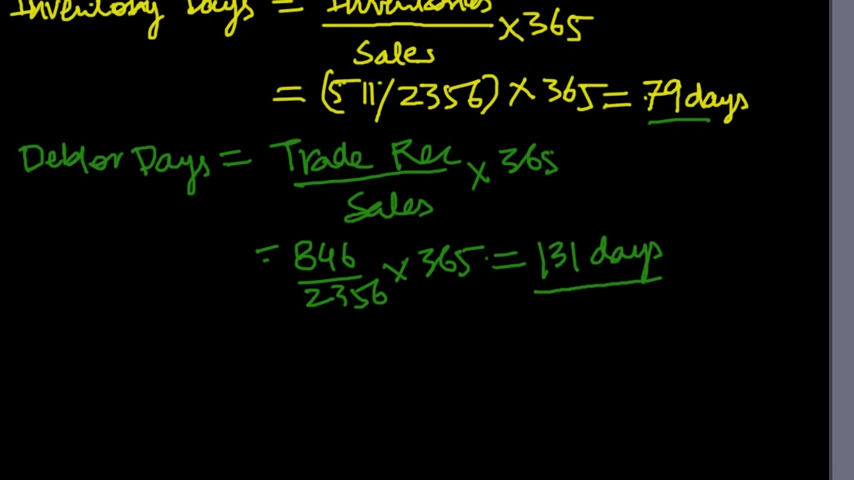 Inventory Days = Inventories
× 365
Sales
= (511/2356) × 365 = 79 days
Debtor Days = Trade Rec
× 365
Sales
= 846
× 365 = 131 days
2356